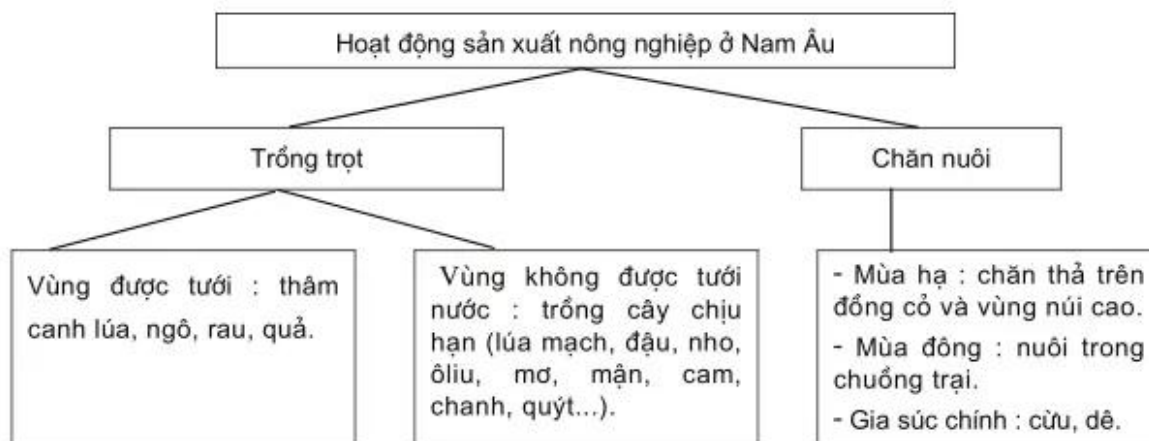 Hoạt động sản xuất nông nghiệp ở Nam Âu
Trồng trọt
Chăn nuôi
Vùng được tưới : thâm
canh lúa, ngô, rau, quả.
Vùng không được tưới
nước : trồng cây chịu
hạn (lúa mạch, đậu, nho,
ôliu, mơ, mận, cam,
chanh, quýt...).
- Mùa hạ : chăn thả trên
đồng cỏ và vùng núi cao.
- Mùa đông : nuôi trong
chuồng trại.
- Gia súc chính : cừu, dê.